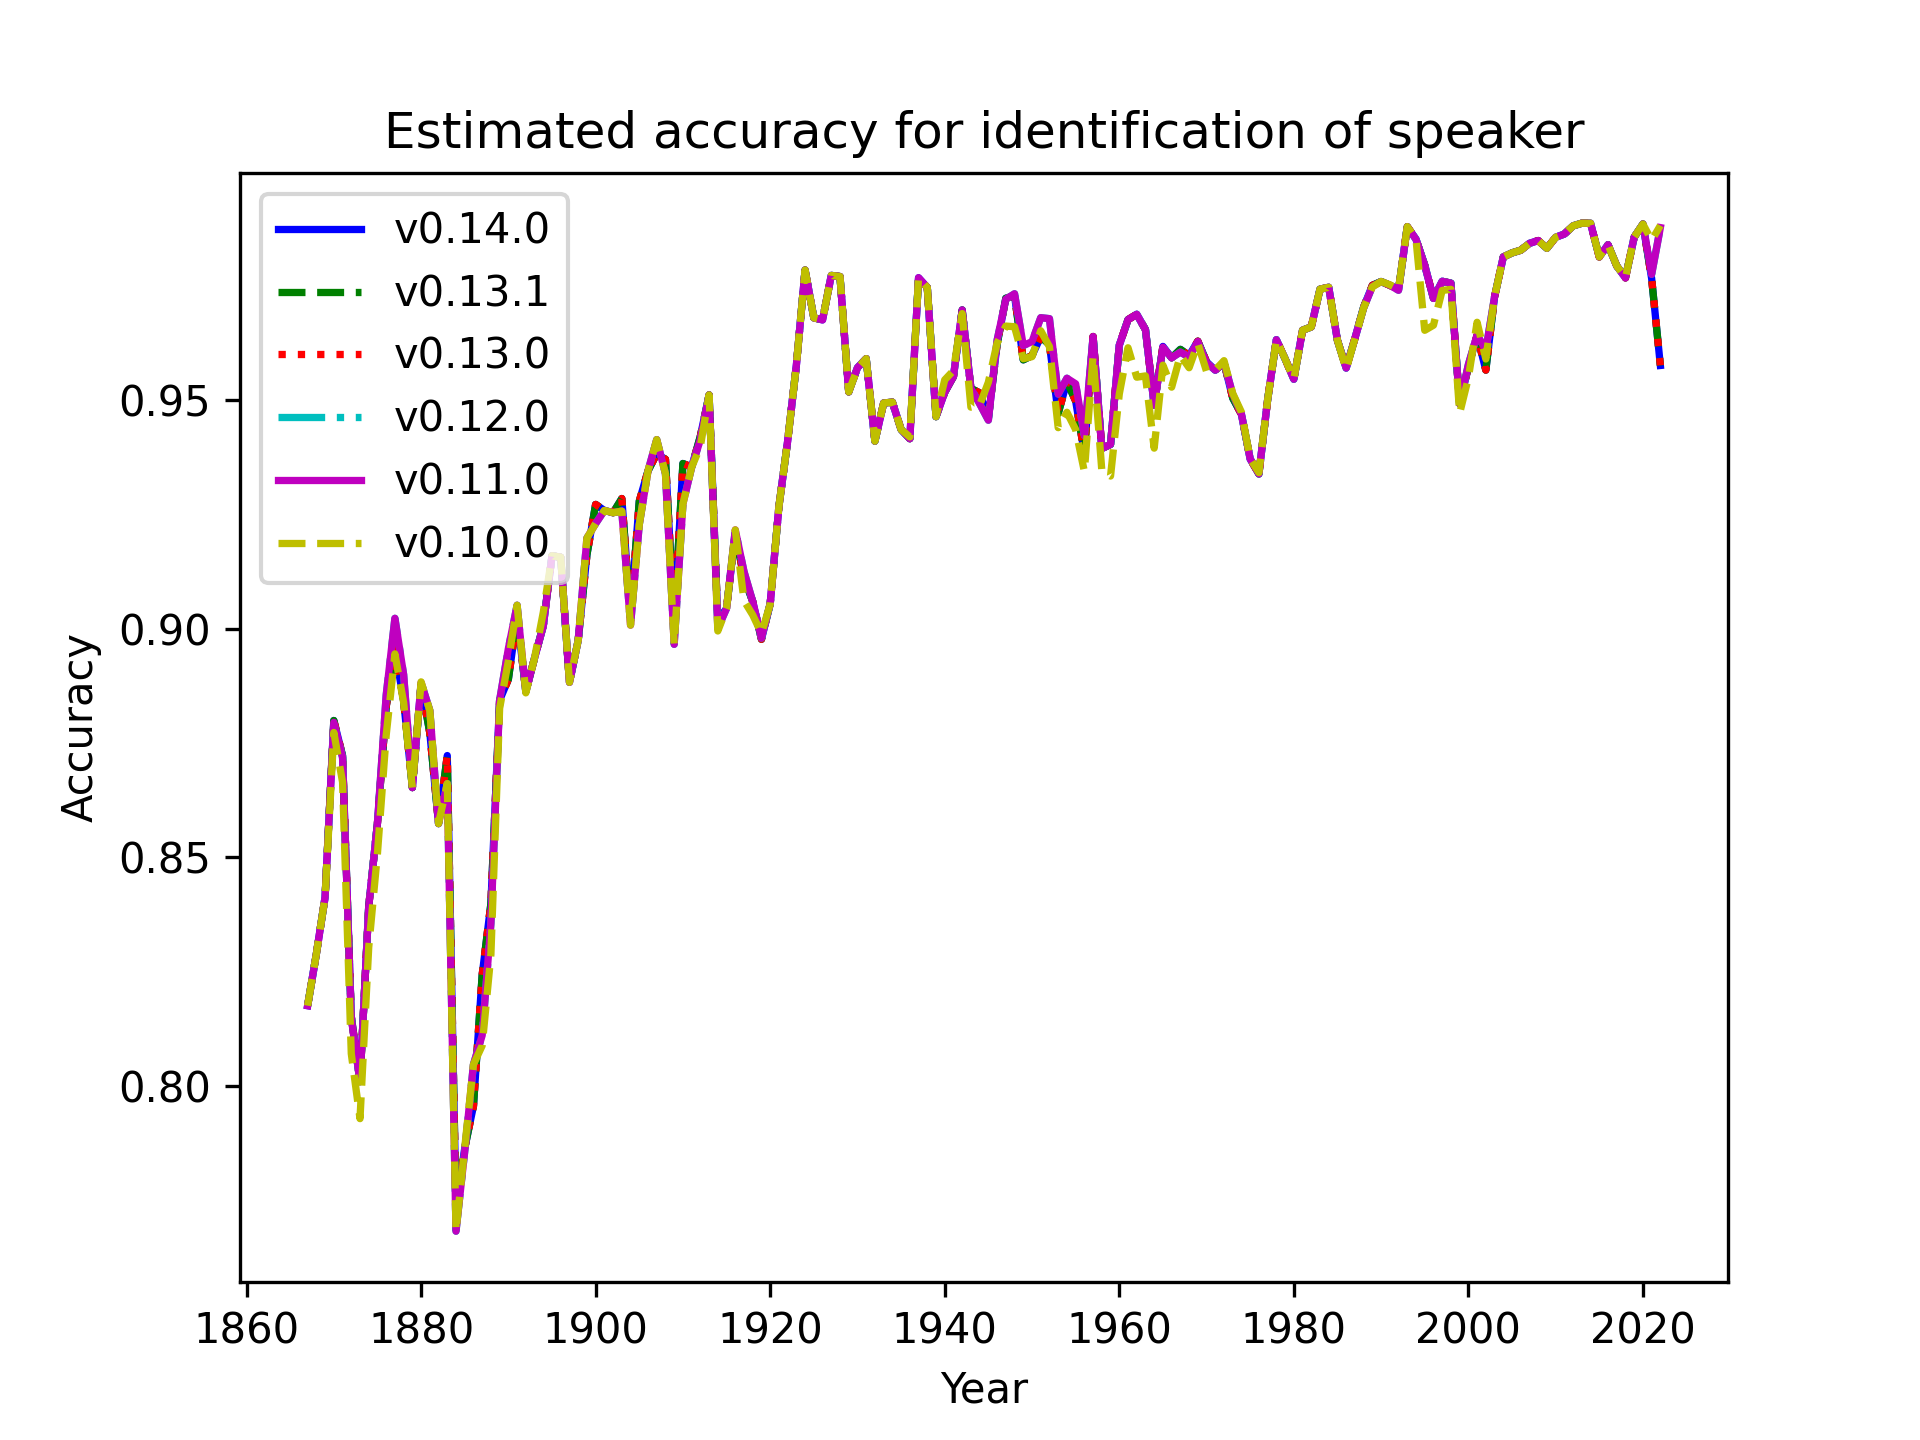 Estimated accuracy for identification of speaker
v0.14.0
v0.13.1
v0.13.0
v0.12.0
v0.11.0
v0.10.0
Accuracy
0.95
0.90
0.85
0.80
1860 1880 1900 1920 1940 1960 1980 2000 2020
Year